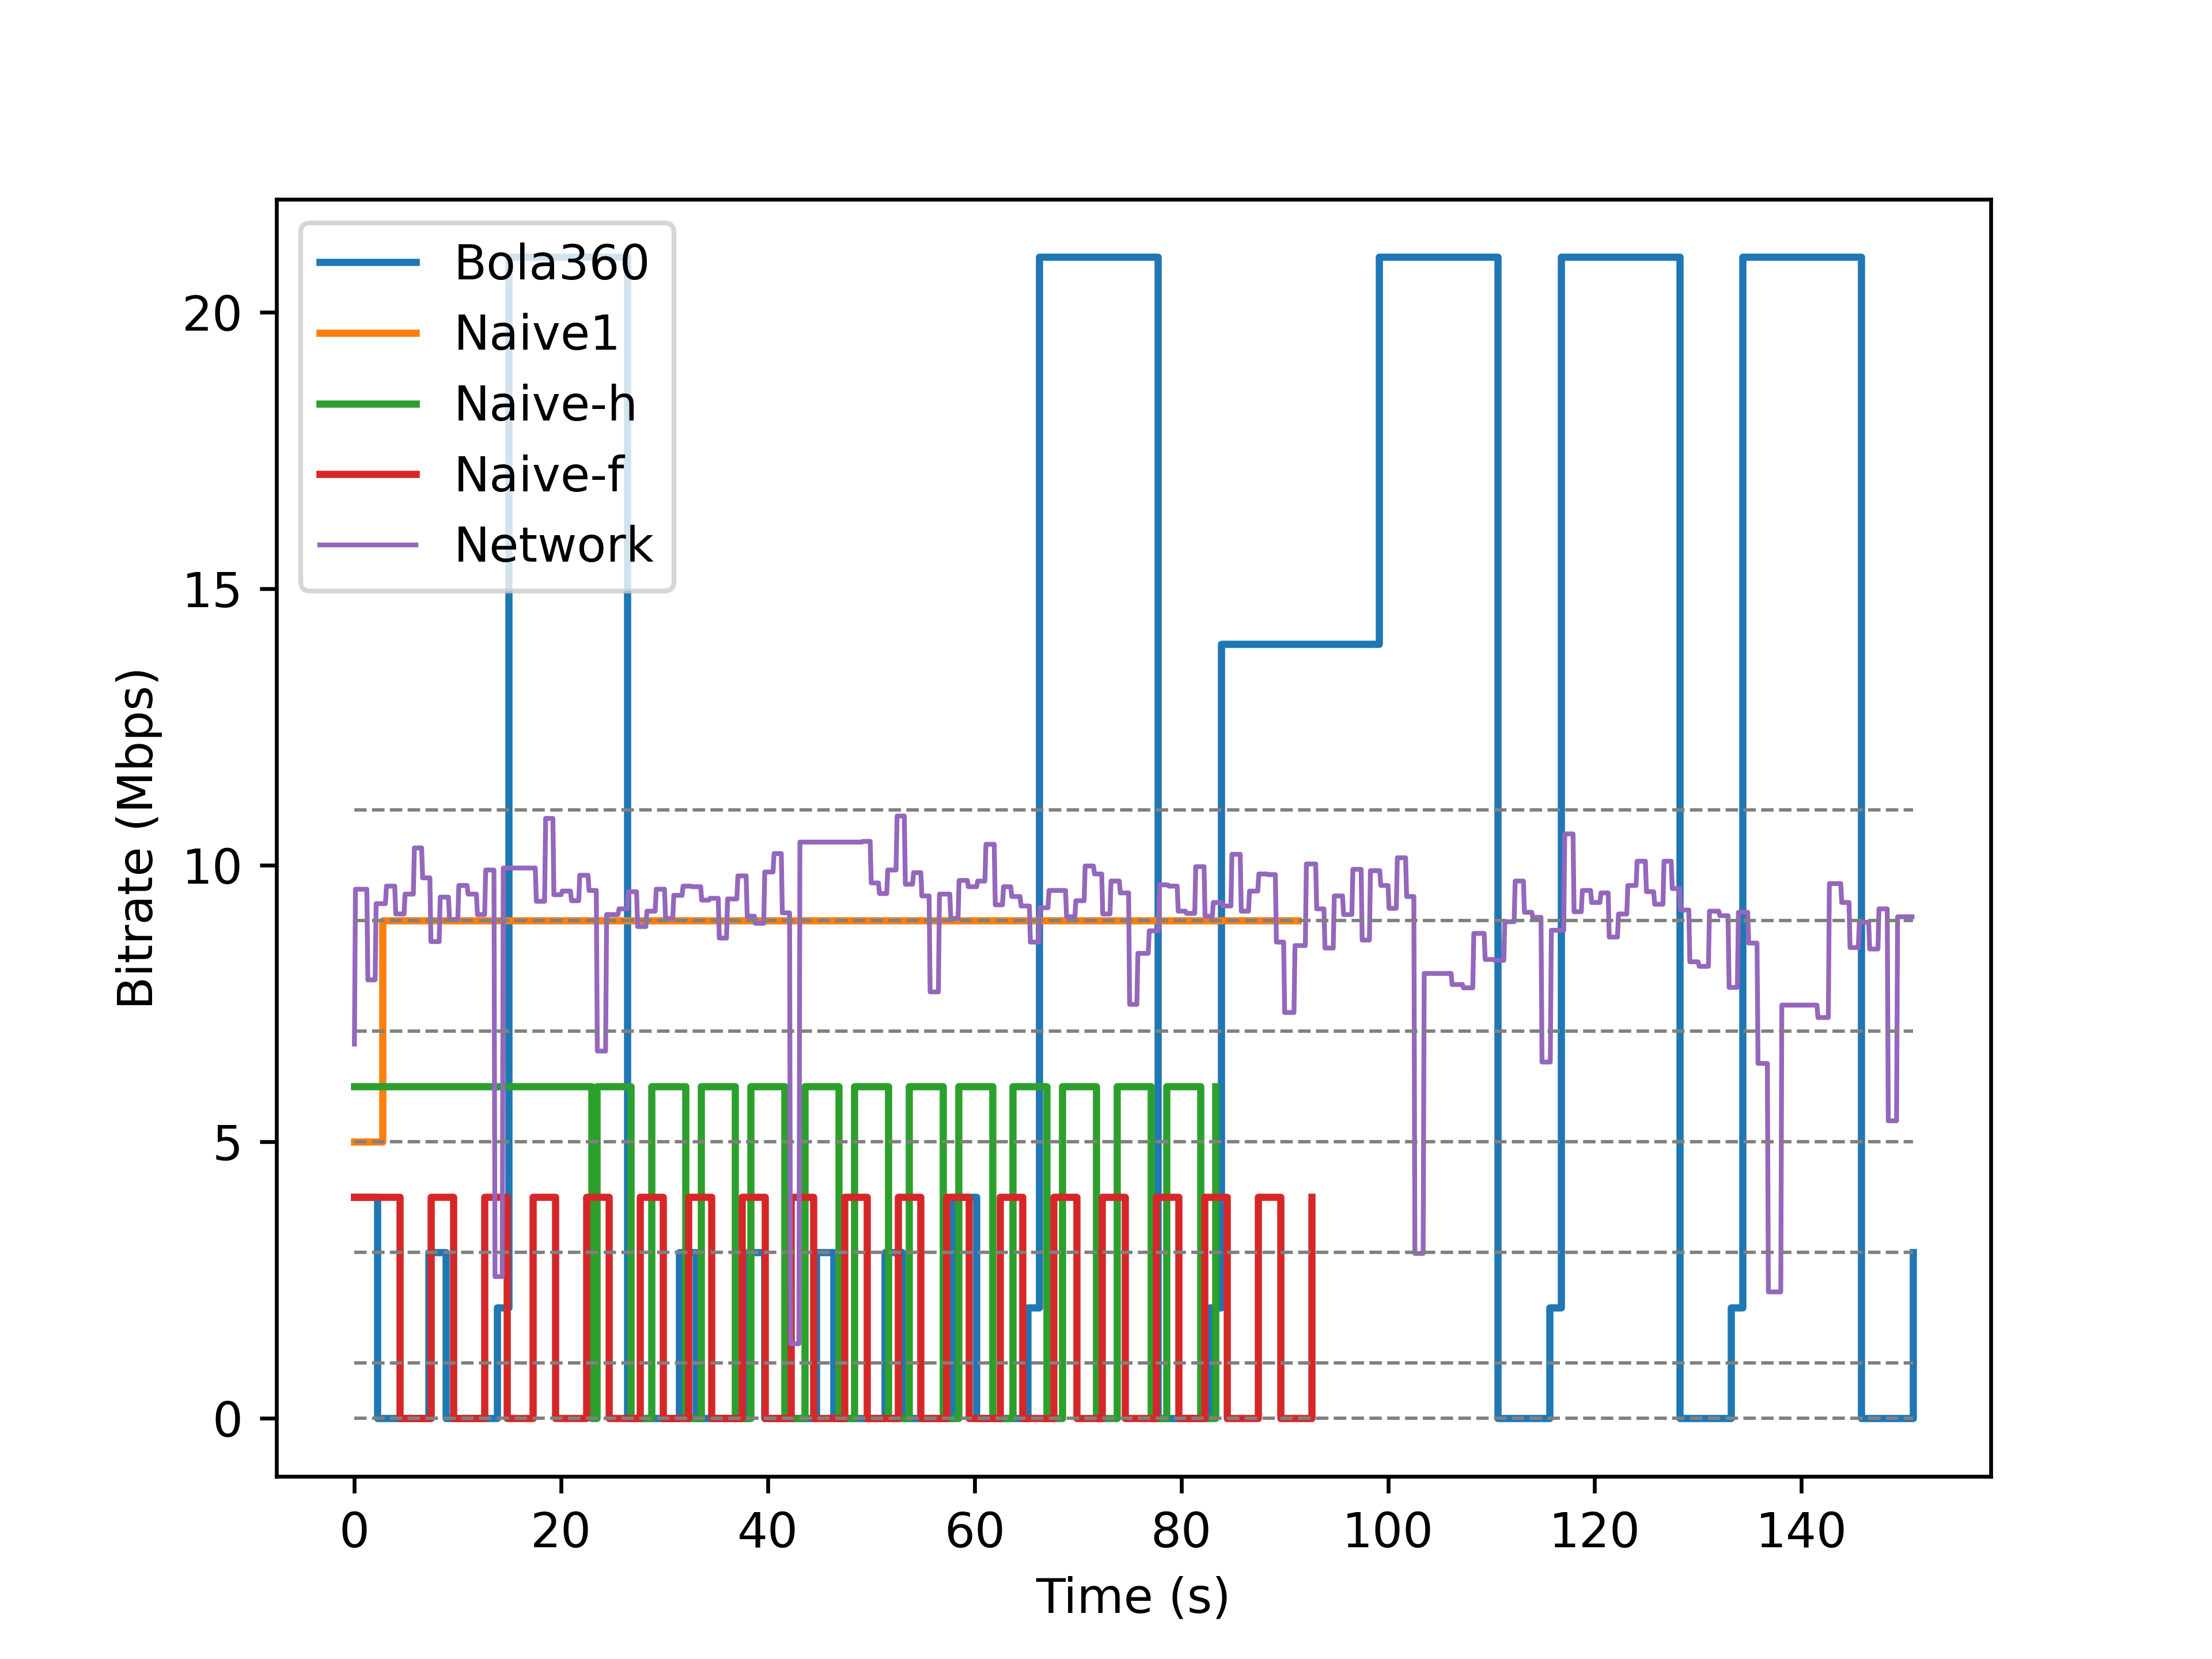 Bola360
Naive1
Naive-h
Naive-f
Network
Bitrate (Mbps)
20
15
10
5
0
0 20 40 60 80 100 120 140
Time (s)